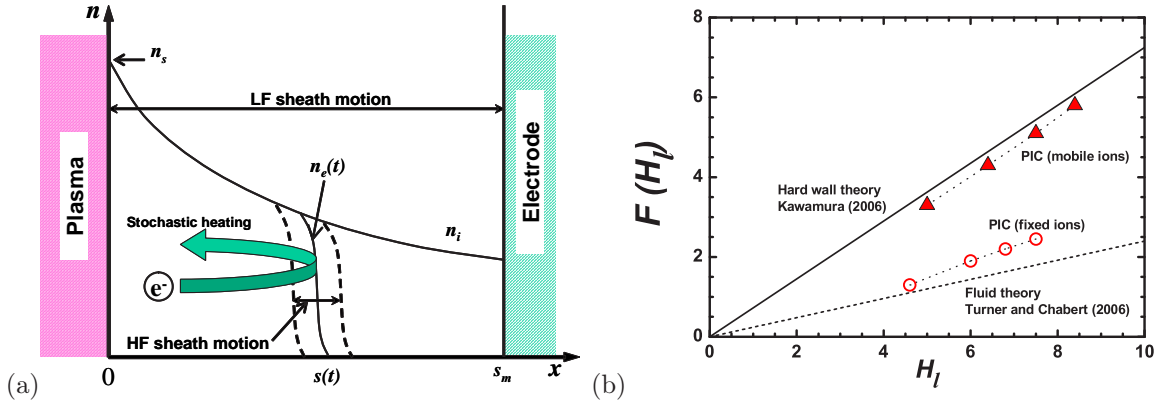 n
n_s
LF sheath motion
Plasma
Electrode
n_e(t)
Stochastic heating
n_i
e-
HF sheath motion
0
s(t)
s_m
x
(a)
8
6
4
2
0
F (H_l)
PIC (mobile ions)
Hard wall theory
Kawamura (2006)
PIC (fixed ions)
Fluid theory
Turner and Chabert (2006)
0 2 4 6 8 10
H_l
(b)